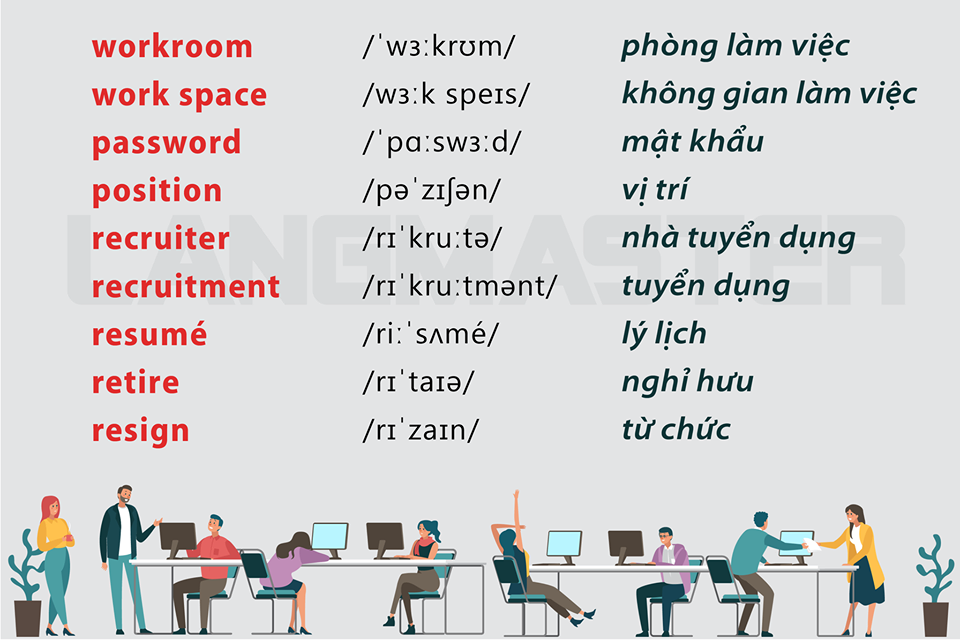 workroom /ˈwɜːkrʊm/ phòng làm việc
work space /wɜːk speɪs/ không gian làm việc
password /ˈpɑːswɜːd/ mật khẩu
position /pəˈzɪʃən/ vị trí
recruiter /rɪˈkruːtə/ nhà tuyển dụng
LANGMASTER
recruitment /rɪˈkruːtmənt/ tuyển dụng
resumé /riːˈsʌmé/ lý lịch
retire /rɪˈtaɪə/ nghỉ hưu
resign /rɪˈzaɪn/ từ chức